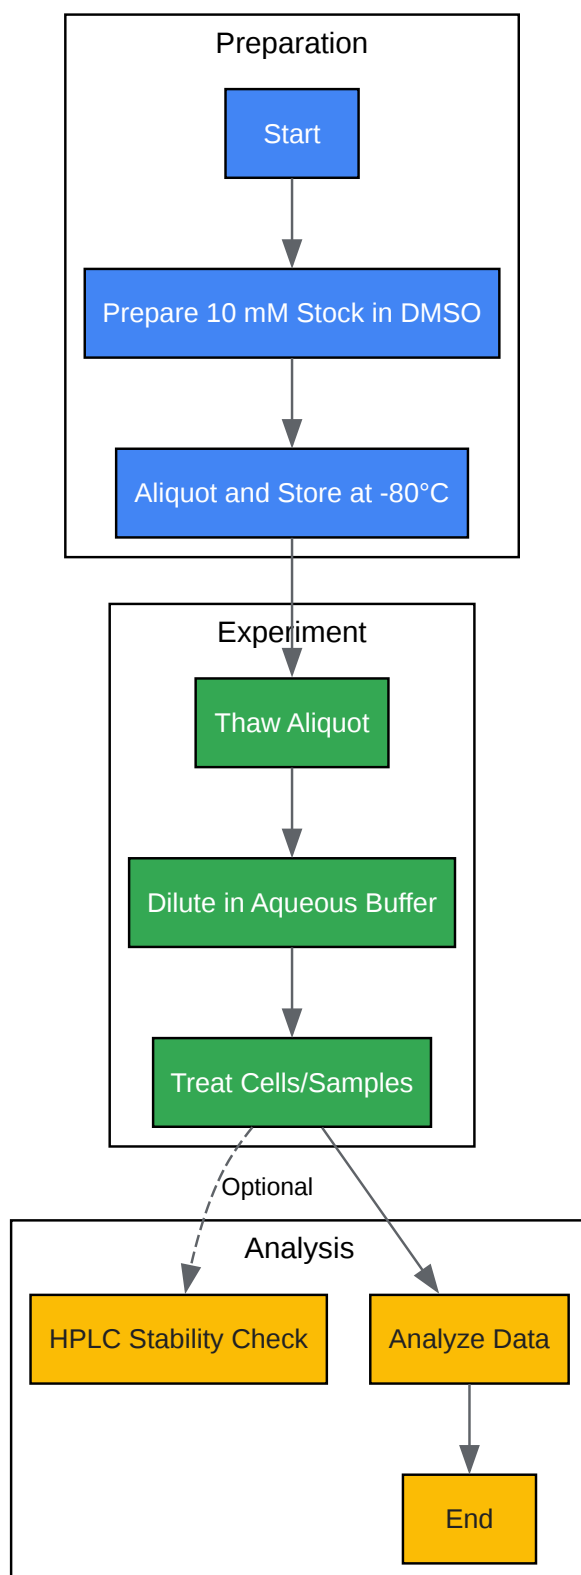 Preparation
Start
Prepare 10 mM Stock in DMSO
Aliquot and Store at -80°C
Experiment
Thaw Aliquot
Dilute in Aqueous Buffer
Treat Cells/Samples
Optional
Analysis
HPLC Stability Check
Analyze Data
End